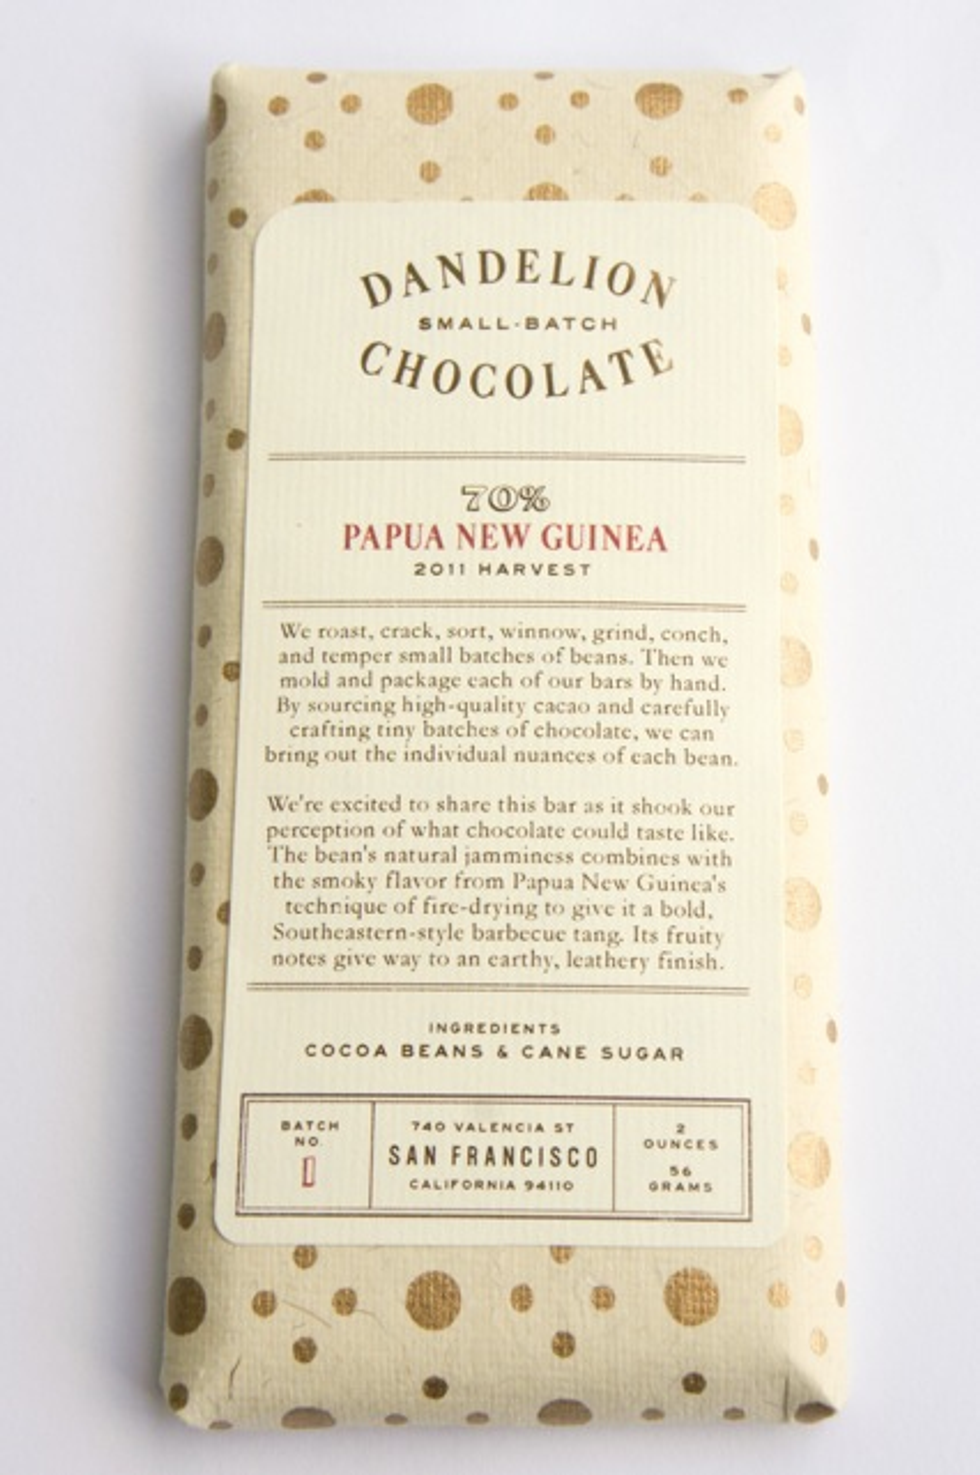 DANDELION
SMALL-BATCH
CHOCOLATE
70%
PAPUA NEW GUINEA
2011 HARVEST
We roast, crack, sort, winnow, grind, conch,
and temper small batches of beans. Then we
mold and package each of our bars by hand.
By sourcing high-quality cacao and carefully
crafting tiny batches of chocolate, we can
bring out the individual nuances of each bean.
We're excited to share this bar as it shook our
perception of what chocolate could taste like.
The bean's natural jamminess combines with
the smoky flavor from Papua New Guinea's
technique of fire-drying to give it a bold,
Southeastern-style barbecue tang. Its fruity
notes give way to an earthy, leathery finish.
INGREDIENTS
COCOA BEANS & CANE SUGAR
BATCH
NO.
740 VALENCIA ST
SAN FRANCISCO
CALIFORNIA 94110
2
OUNCES
56
GRAMS